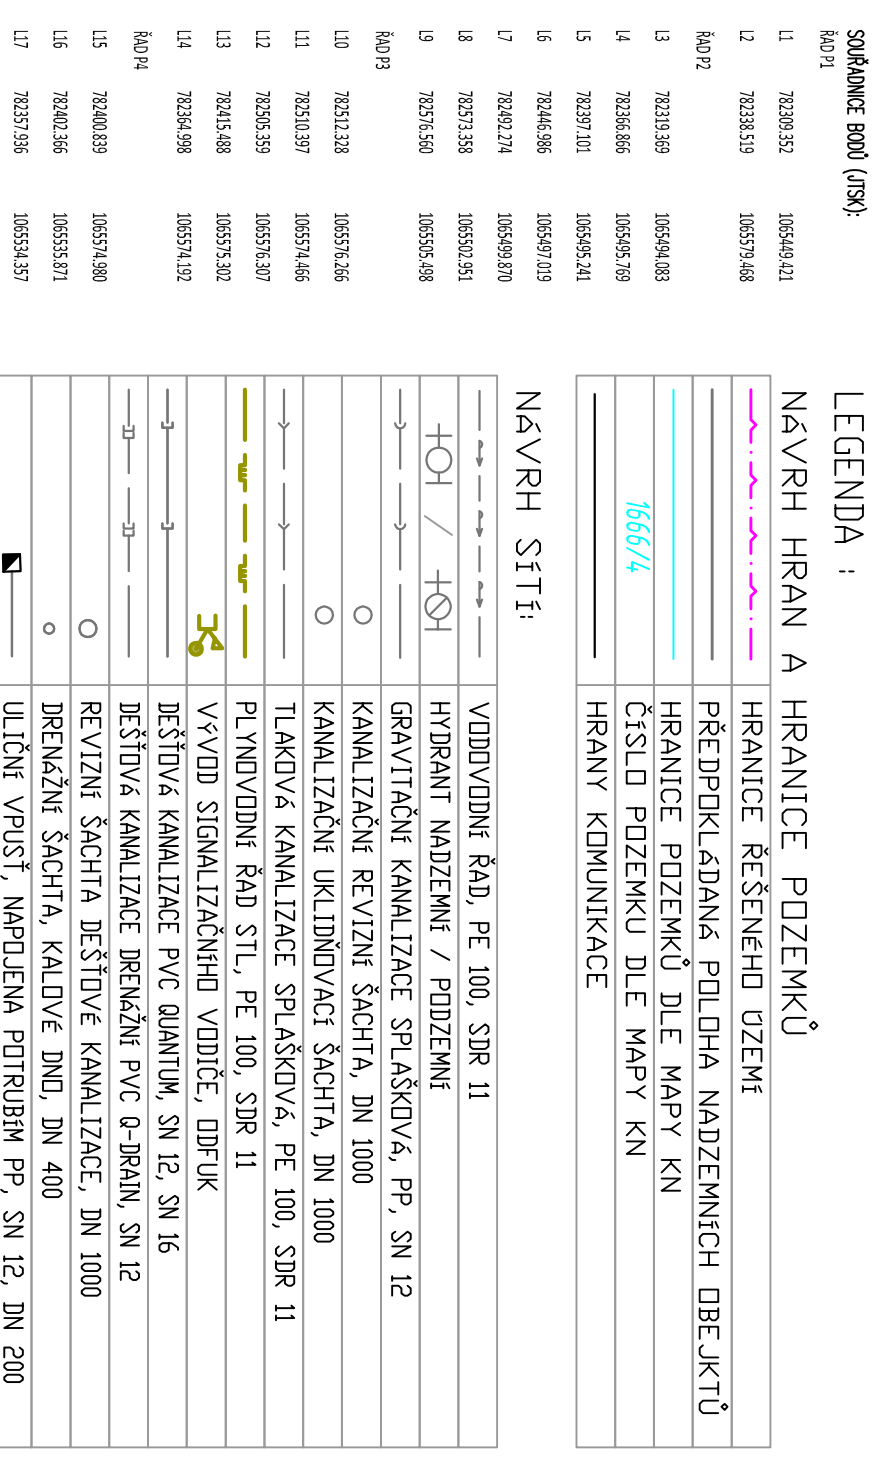 SOUŘADNICE BODŮ (JTSK):
ŘAD P1
L1 782309.352 1065449.421
L2 782338.519 1065579.468
ŘAD P2
L3 782319.369 1065494.083
L4 782366.866 1065495.769
L5 782397.101 1065495.241
L6 782446.986 1065497.019
L7 782492.274 1065499.870
L8 782573.358 1065502.951
L9 782576.560 1065505.498
ŘAD P3
L10 782512.328 1065576.266
L11 782510.397 1065574.466
L12 782505.359 1065576.307
L13 782415.488 1065575.302
L14 782364.998 1065574.192
ŘAD P4
L15 782400.839 1065574.980
L16 782402.366 1065535.871
L17 782357.936 1065534.357
LEGENDA :
NÁVRH HRAN A HRANICE POZEMKŮ
HRANICE ŘEŠENÉHO ÚZEMÍ
PŘEDPOKLÁDANÁ POLOHA NADZEMNÍCH OBEJKTŮ
HRANICE POZEMKŮ DLE MAPY KN
1666/4 ČÍSLO POZEMKU DLE MAPY KN
HRANY KOMUNIKACE
NÁVRH SÍTÍ:
VODOVODNÍ ŘAD, PE 100, SDR 11
/ HYDRANT NADZEMNÍ / PODZEMNÍ
GRAVITAČNÍ KANALIZACE SPLAŠKOVÁ, PP, SN 12
KANALIZAČNÍ REVIZNÍ ŠACHTA, DN 1000
KANALIZAČNÍ UKLIDŇOVACÍ ŠACHTA, DN 1000
TLAKOVÁ KANALIZACE SPLAŠKOVÁ, PE 100, SDR 11
PLYNOVODNÍ ŘAD STL, PE 100, SDR 11
VÝVOD SIGNALIZAČNÍHO VODIČE, ODFUK
DEŠŤOVÁ KANALIZACE PVC QUANTUM, SN 12, SN 16
DEŠŤOVÁ KANALIZACE DRENÁŽNÍ PVC Q-DRAIN, SN 12
REVIZNÍ ŠACHTA DEŠŤOVÉ KANALIZACE, DN 1000
DRENÁŽNÍ ŠACHTA, KALOVÉ DNO, DN 400
ULIČNÍ VPUSŤ, NAPOJENA POTRUBÍM PP, SN 12, DN 200